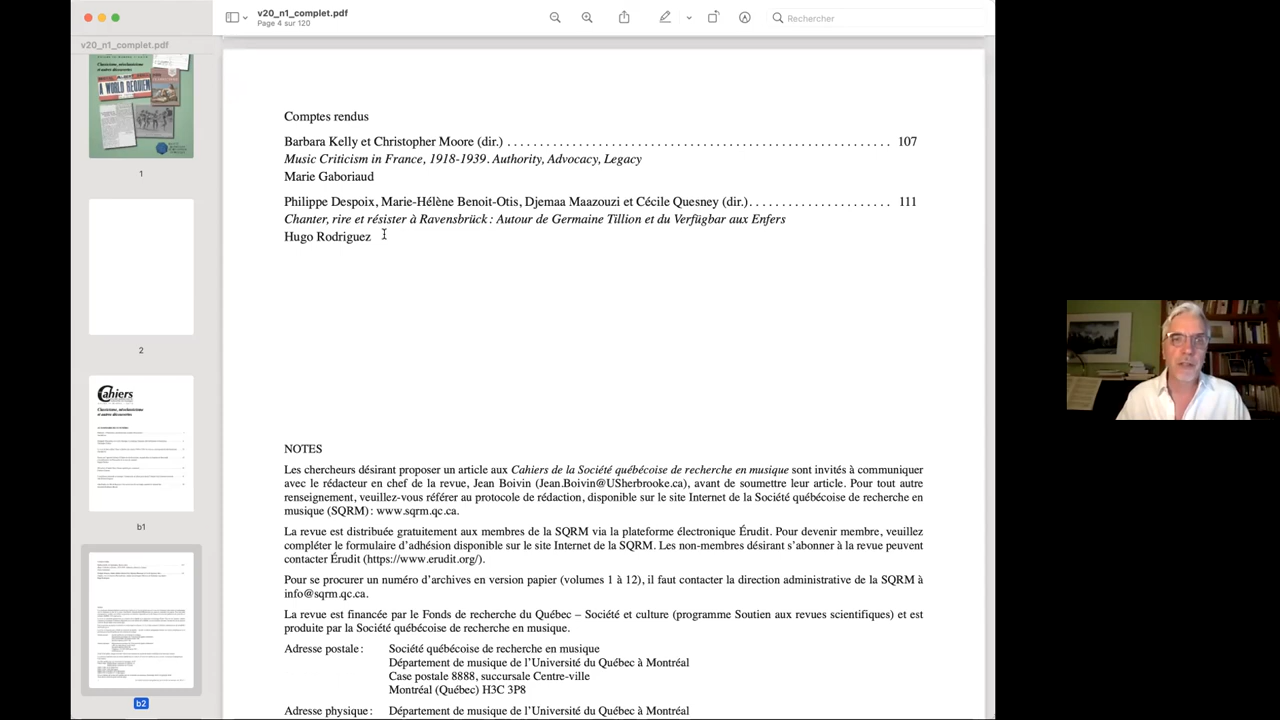 v20_n1_complet.pdf
Page 4 sur 120
Rechercher
v20_n1_complet.pdf
A WORLD REQUIEM
1
2
Cahiers
b1
b2
Comptes rendus
Barbara Kelly et Christopher Moore (dir.) . . . . . . . . . . . . . . . . . . . . . . . . . . . . . . . . . . . . . . . . . . . . . . . . . . . . . . . . . . 107
Music Criticism in France, 1918-1939. Authority, Advocacy, Legacy
Marie Gaboriaud
Philippe Despoix, Marie-Hélène Benoit-Otis, Djemaa Maazouzi et Cécile Quesney (dir.). . . . . . . . . . . . . . . . . . . . . 111
Chanter, rire et résister à Ravensbrück : Autour de Germaine Tillion et du Verfügbar aux Enfers
Hugo Rodriguez
NOTES
Les chercheurs désirant proposer un article aux Cahiers de la Société québécoise de recherche en musique sont invités à communiquer
avec le rédacteur en chef de la revue, Jean Boivin (Jean.Boivin@USherbrooke.ca), avant de soumettre leur article. Pour tout autre
renseignement, veuillez-vous référer au protocole de rédaction, disponible sur le site Internet de la Société québécoise de recherche en
musique (SQRM) : www.sqrm.qc.ca.
La revue est distribuée gratuitement aux membres de la SQRM via la plateforme électronique Érudit. Pour devenir membre, veuillez
compléter le formulaire d'adhésion disponible sur le site Internet de la SQRM. Les non-membres désirant s'abonner à la revue peuvent
contacter Érudit (https://www.erudit.org/).
Pour se procurer un numéro d'archives en version papier (volumes 1 à 12), il faut contacter la direction administrative de la SQRM à
info@sqrm.qc.ca.
La revue est financée par le Fonds de recherche du Québec – Société et culture (programme Soutien aux revues scientifiques) et est
produite par la Société québécoise de recherche en musique.
Adresse postale : Société québécoise de recherche en musique
Département de musique de l'Université du Québec à Montréal
Case postale 8888, succursale Centre-ville
Montréal (Québec) H3C 3P8
Adresse physique : Département de musique de l'Université du Québec à Montréal